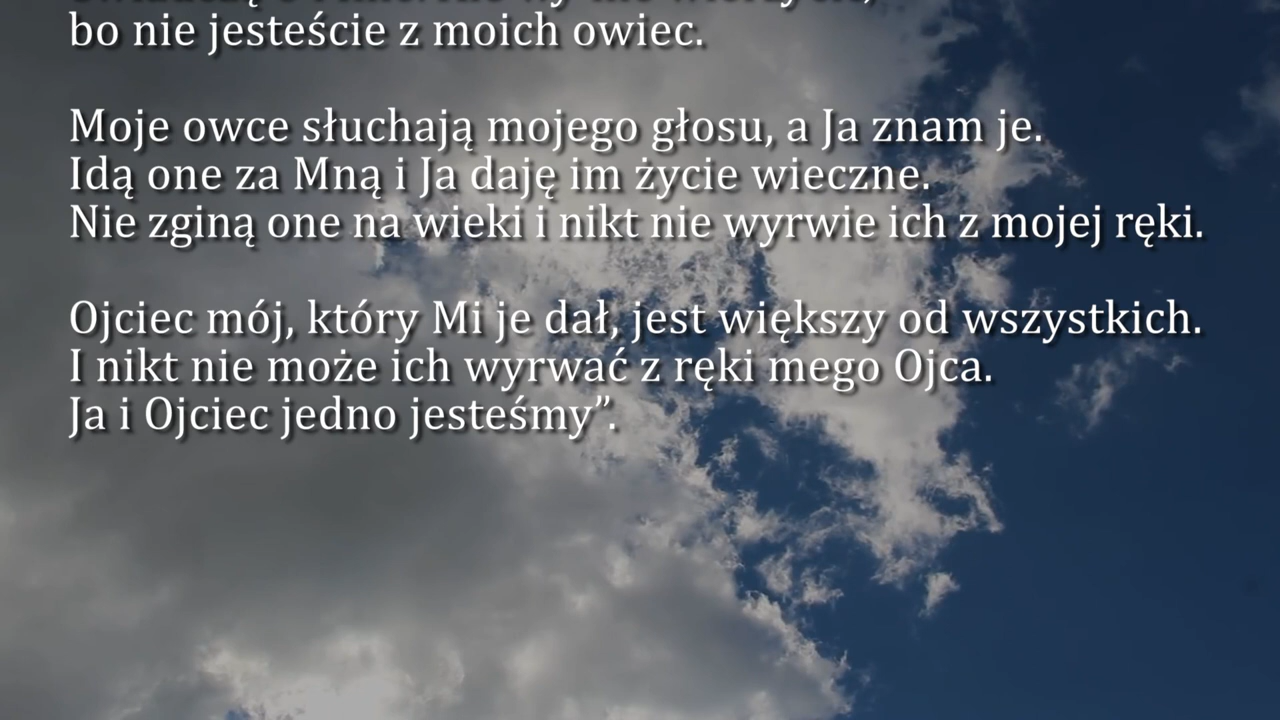 bo nie jesteście z moich owiec.
Moje owce słuchają mojego głosu, a Ja znam je.
Idą one za Mną i Ja daję im życie wieczne.
Nie zginą one na wieki i nikt nie wyrwie ich z mojej ręki.
Ojciec mój, który Mi je dał, jest większy od wszystkich.
I nikt nie może ich wyrwać z ręki mego Ojca.
Ja i Ojciec jedno jesteśmy”.